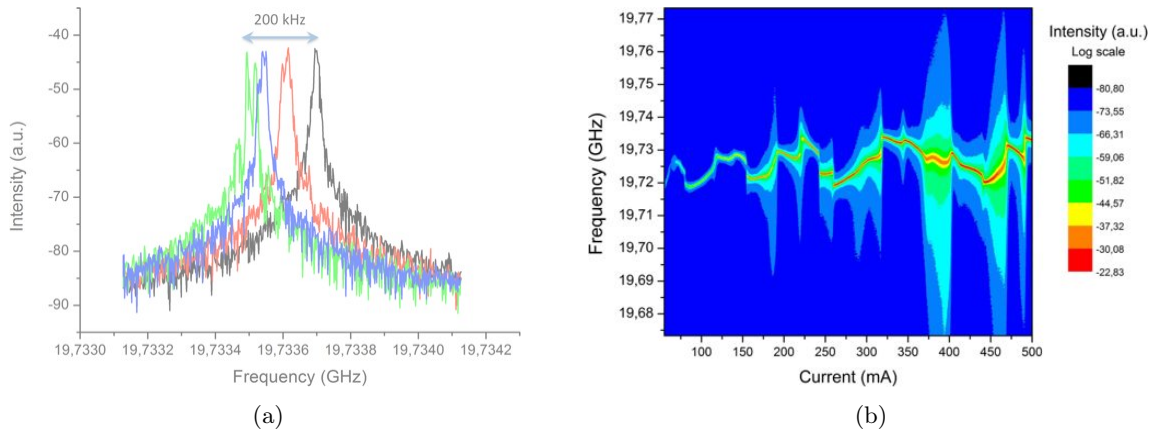 200 kHz
-40
-50
-60
-70
-80
-90
Intensity (a.u.)
19,7330 19,7332 19,7334 19,7336 19,7338 19,7340 19,7342
Frequency (GHz)
(a)
19,77
19,76
19,74
19,73
19,72
19,71
19,70
19,69
19,68
Frequency (GHz)
100 150 200 250 300 350 400 450 500
Current (mA)
Intensity (a.u.)
Log scale
-80,80
-73,55
-66,31
-59,06
-51,82
-44,57
-37,32
-30,08
-22,83
(b)